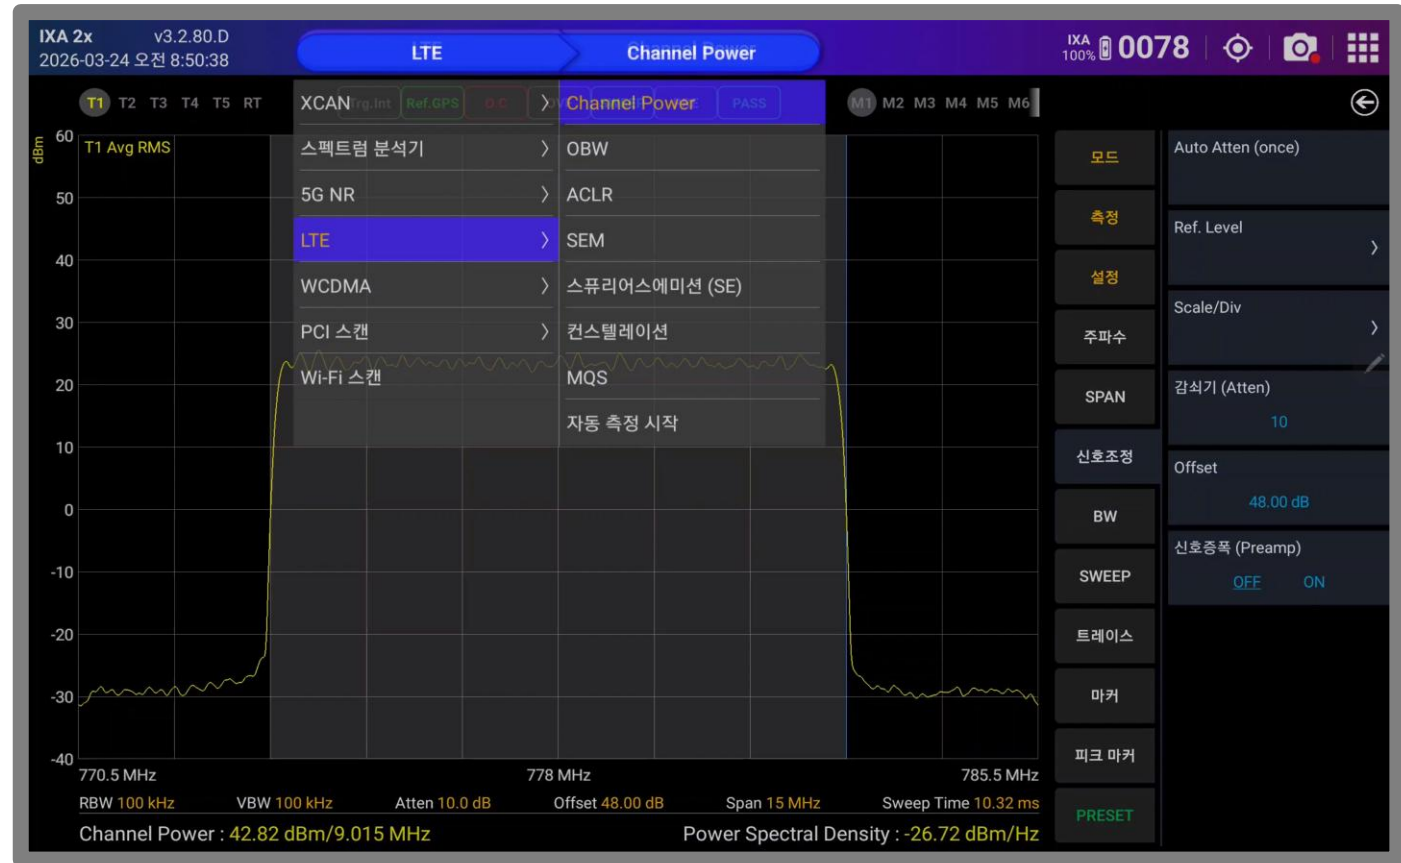 IXA 2x v3.2.80.D
2026-03-24 오전 8:50:38
LTE
Channel Power
IXA
100%
0078
T1 T2 T3 T4 T5 RT
Trg.Int Ref.GPS D.C PASS
M1 M2 M3 M4 M5 M6
XCAN
스펙트럼 분석기
5G NR
LTE
WCDMA
PCI 스캔
Wi-Fi 스캔
Channel Power
OBW
ACLR
SEM
스퓨리어스에미션 (SE)
컨스텔레이션
MQS
자동 측정 시작
dBm
T1 Avg RMS
60
50
40
30
20
10
0
-10
-20
-30
-40
770.5 MHz 778 MHz 785.5 MHz
RBW 100 kHz VBW 100 kHz Atten 10.0 dB Offset 48.00 dB Span 15 MHz Sweep Time 10.32 ms
Channel Power : 42.82 dBm/9.015 MHz Power Spectral Density : -26.72 dBm/Hz
모드
측정
설정
주파수
SPAN
신호조정
BW
SWEEP
트레이스
마커
피크 마커
PRESET
Auto Atten (once)
Ref. Level
Scale/Div
감쇠기 (Atten)
10
Offset
48.00 dB
신호증폭 (Preamp)
OFF ON